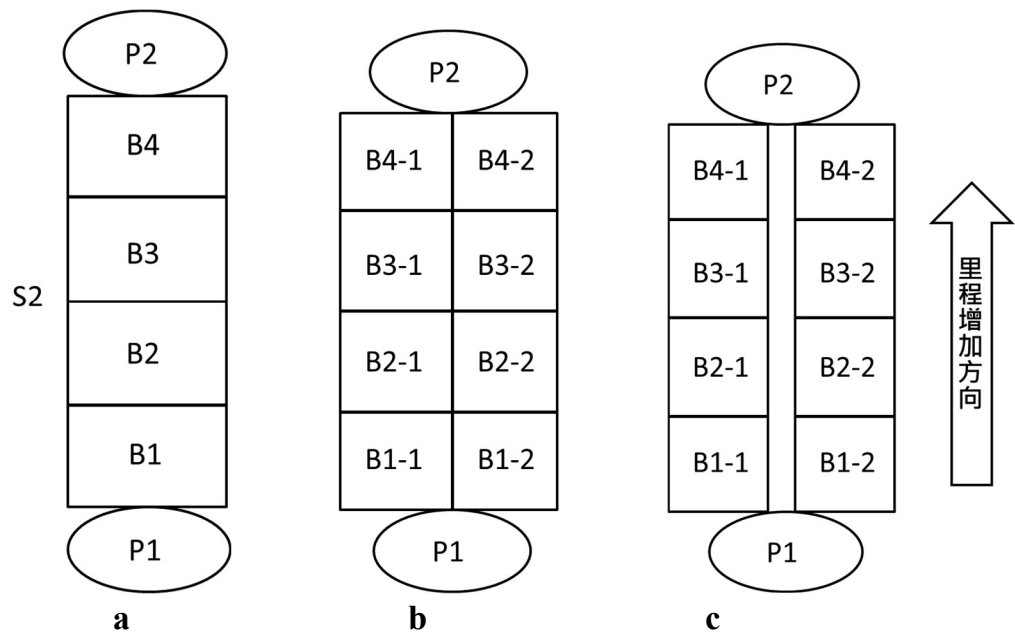 P2
B4
B3
S2
B2
B1
P1
a
P2
B4-1 B4-2
B3-1 B3-2
B2-1 B2-2
B1-1 B1-2
P1
b
P2
B4-1 B4-2
B3-1 B3-2
B2-1 B2-2
B1-1 B1-2
P1
c
里程增加方向